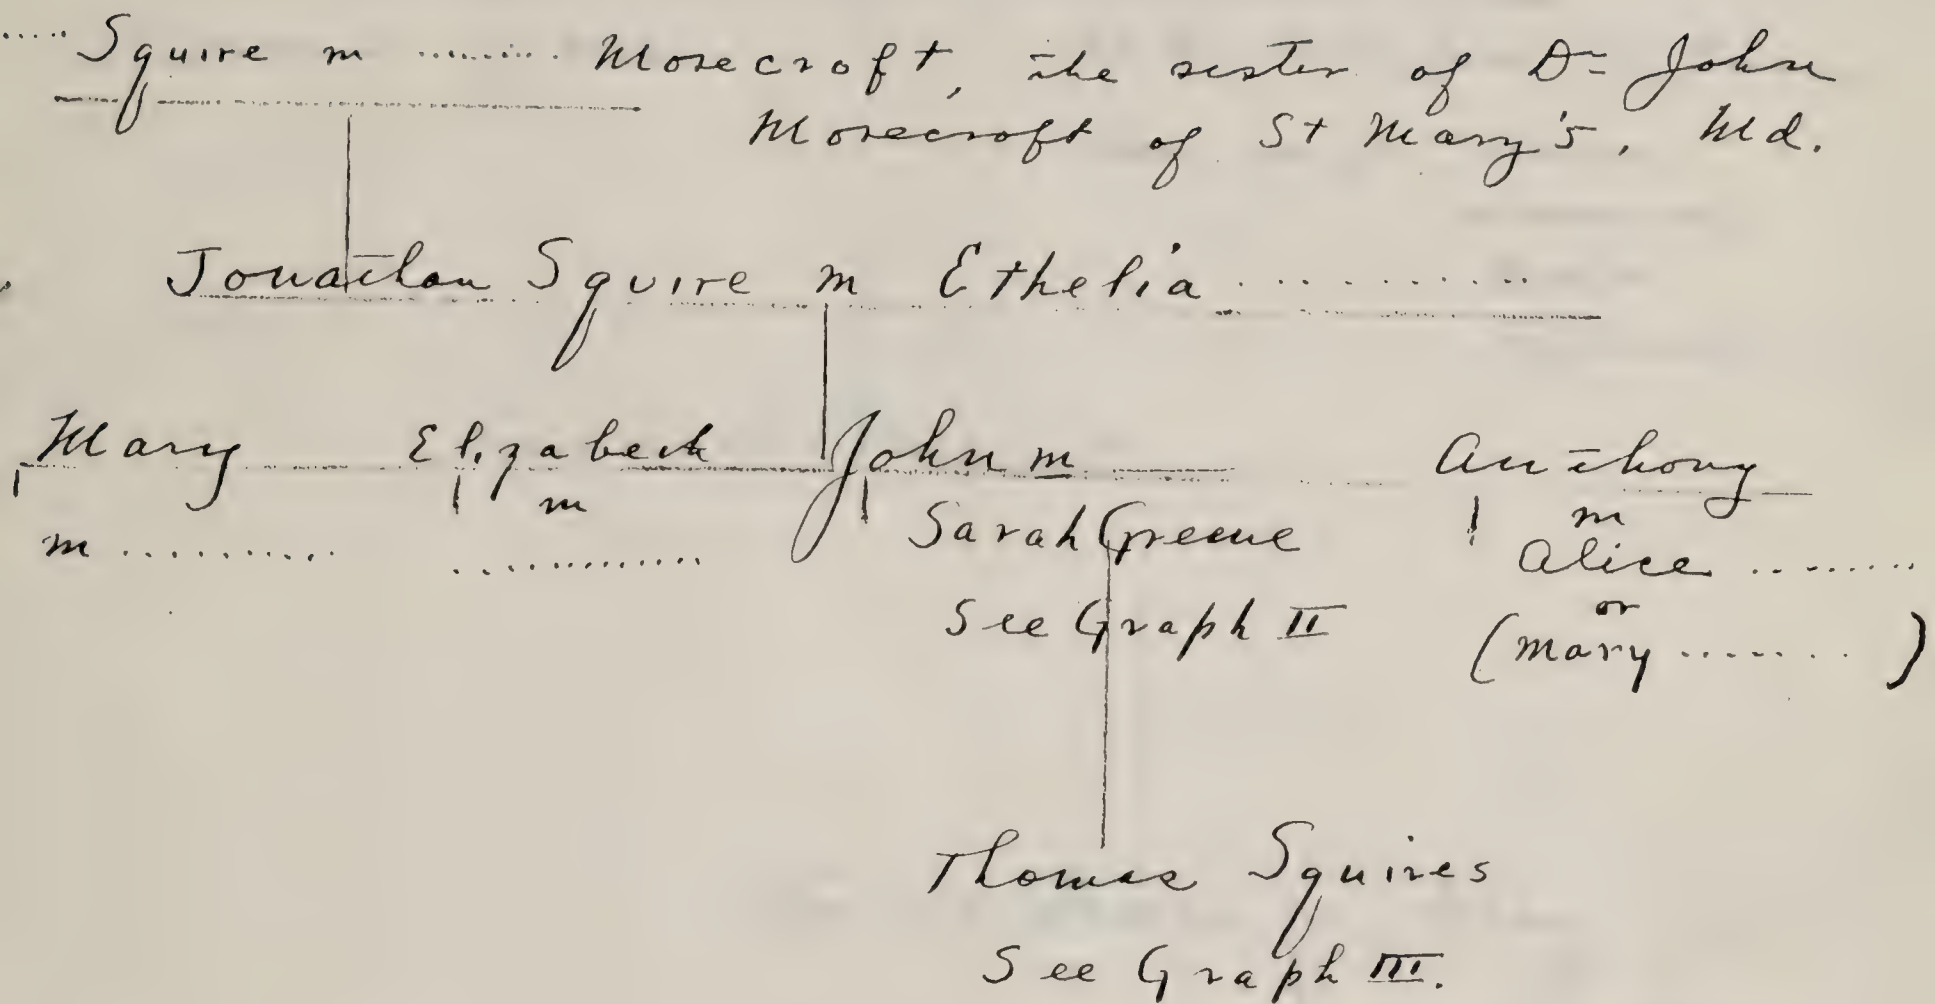 ..... Squire m ......... Morecroft, the sister of Dr John
Morecroft of St Mary's, Md.
Jonathan Squire m Ethelia ..........
Mary Elizabeth John m Anthony
m .......... m ............. Sarah Greene m
Alice ........
See Graph II or
(Mary ........)
Thomas Squires
See Graph III.